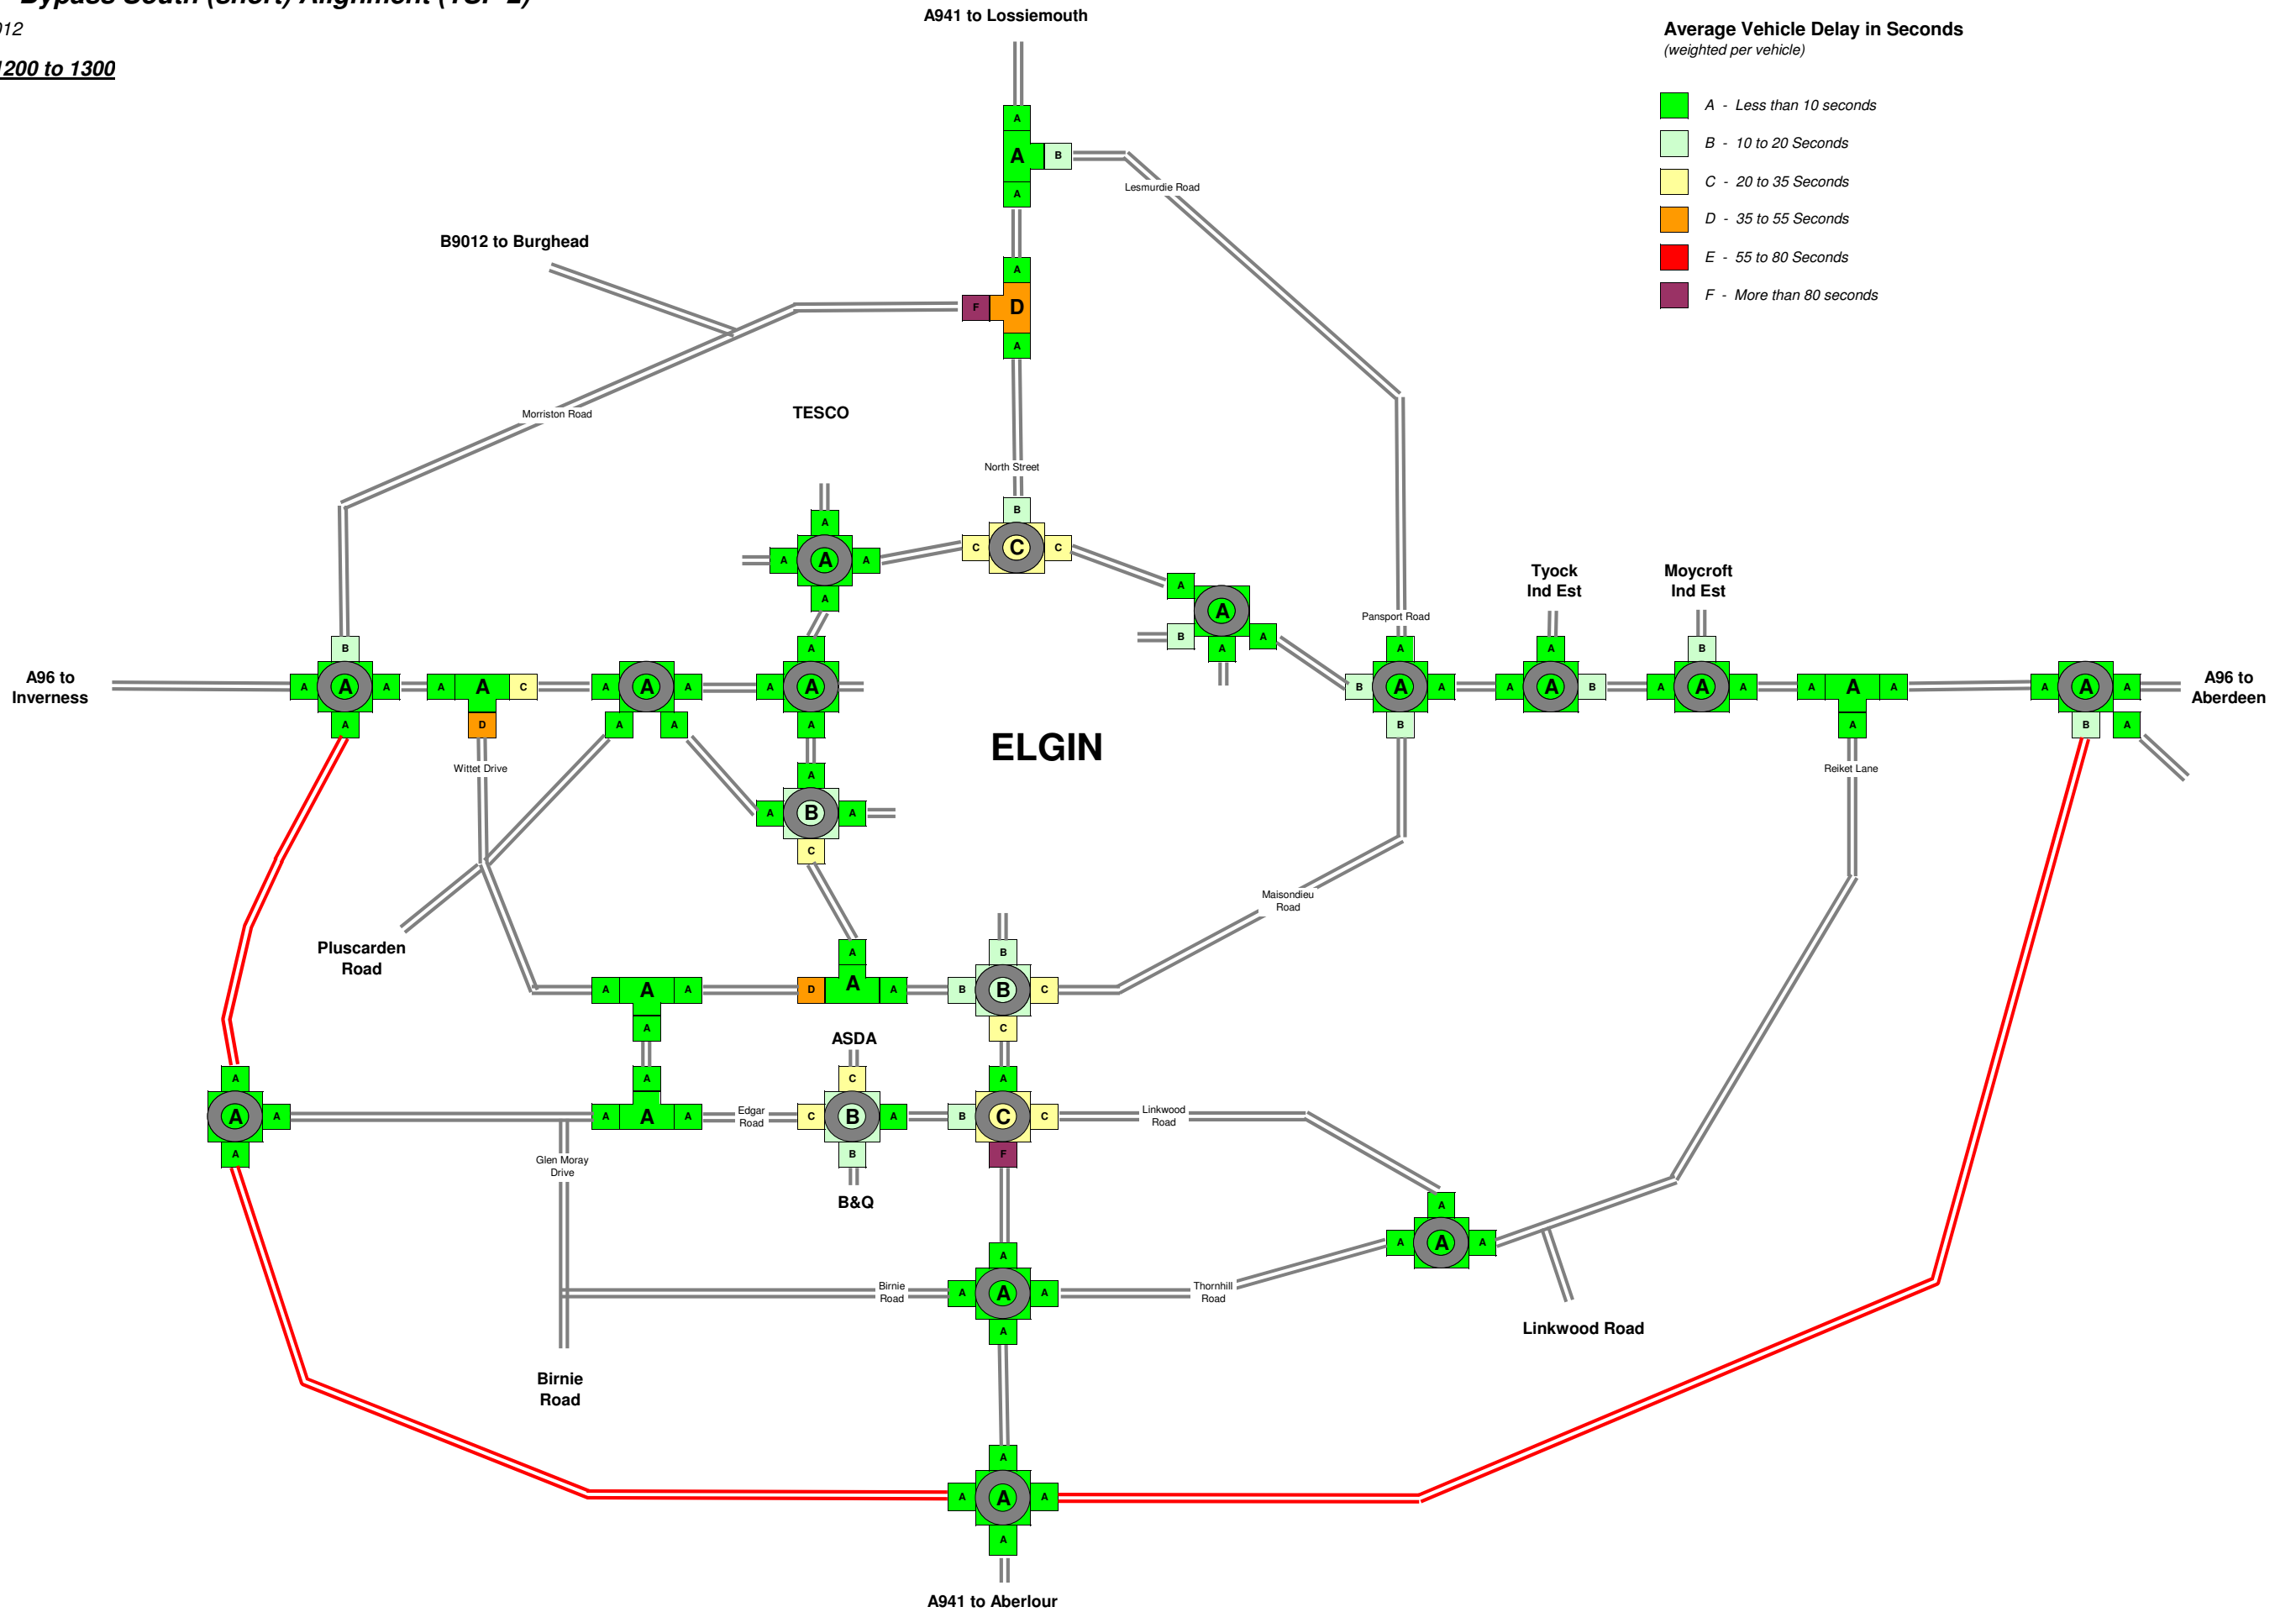 Bypass South (short) Alignment (TSP 2)
012
1200 to 1300
A941 to Lossiemouth
Average Vehicle Delay in Seconds
(weighted per vehicle)
A - Less than 10 seconds
B - 10 to 20 Seconds
C - 20 to 35 Seconds
D - 35 to 55 Seconds
E - 55 to 80 Seconds
F - More than 80 seconds
A
A B
A
Lesmurdie Road
B9012 to Burghead
A
F D
A
Morriston Road
TESCO
North Street
A
A A A
A
B
C C C
A
A
B A
A
Tyock
Ind Est
Moycroft
Ind Est
Pansport Road
A96 to
Inverness
B
A A A
A
A A C
D
A A A
A A
A
A A
A
A
B A A
B
A
A A B
B
A A A
A A A
A
A A A
B A
A96 to
Aberdeen
ELGIN
Wittet Drive
Reiket Lane
A
A B A
C
Maisondieu
Road
Pluscarden
Road
A A A
A
A
D A A
B
B B C
C
ASDA
A
A A
A
A
A A A
Edgar
Road
C
C B A
B
A
B C C
F
Linkwood
Road
Glen Moray
Drive
B&Q
A
A A A
Birnie
Road
A
A A A
A
Thornhill
Road
Linkwood Road
Birnie
Road
A
A A A
A
A941 to Aberlour